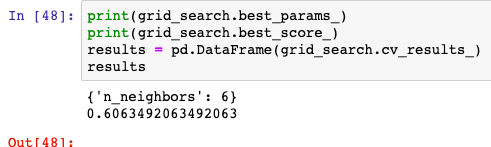 In [48]: print(grid_search.best_params_)
print(grid_search.best_score_)
results = pd.DataFrame(grid_search.cv_results_)
results
{'n_neighbors': 6}
0.6063492063492063
Out[48]: